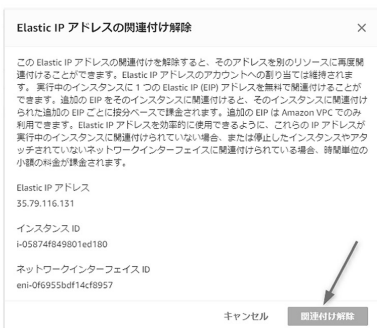 Elastic IP アドレスの関連付け解除
この Elastic IP アドレスの関連付けを解除すると、そのアドレスを別のリソースに再度関
連付けることができます。Elastic IP アドレスのアカウントへの割り当ては維持されま
す。 実行中のインスタンスに 1 つの Elastic IP (EIP) アドレスを無料で関連付けることが
できます。追加の EIP をそのインスタンスに関連付けると、そのインスタンスに関連付け
られた追加の EIP ごとに按分ベースで課金されます。追加の EIP は Amazon VPC でのみ
利用できます。Elastic IP アドレスを効率的に使用できるように、これらの IP アドレスが
実行中のインスタンスに関連付けられていない場合、または停止したインスタンスやアタ
ッチされていないネットワークインターフェイスに関連付けられている場合、時間単位の
小額の料金が課金されます。
Elastic IP アドレス
35.79.116.131
インスタンス ID
i-05874f849801ed180
ネットワークインターフェイス ID
eni-0f6955bdf14cf8957
キャンセル
関連付け解除